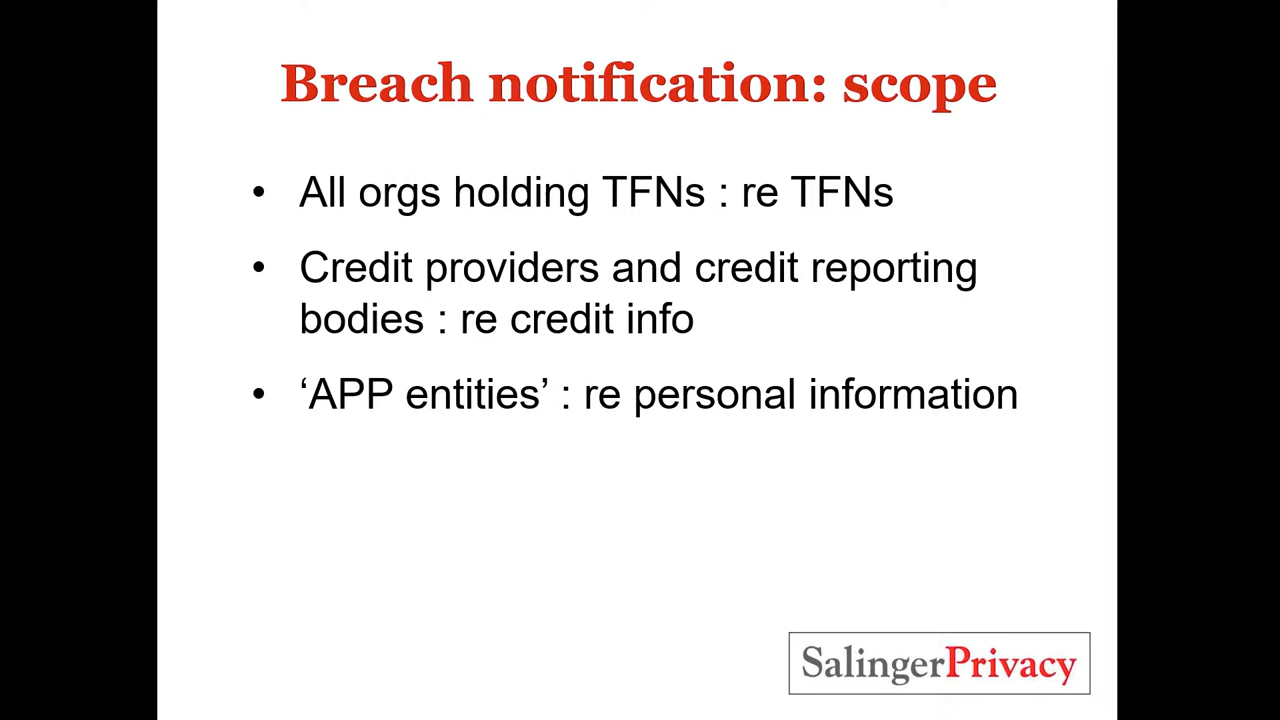 Breach notification: scope
• All orgs holding TFNs : re TFNs
• Credit providers and credit reporting
bodies : re credit info
• ‘APP entities’ : re personal information
SalingerPrivacy